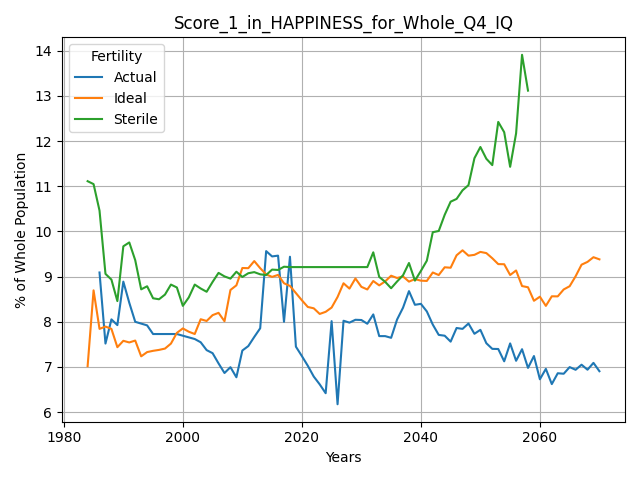 Score_1_in_HAPPINESS_for_Whole_Q4_IQ
Fertility
Actual
Ideal
Sterile
% of Whole Population
14
13
12
11
10
9
8
7
6
1980
2000
2020
2040
2060
Years